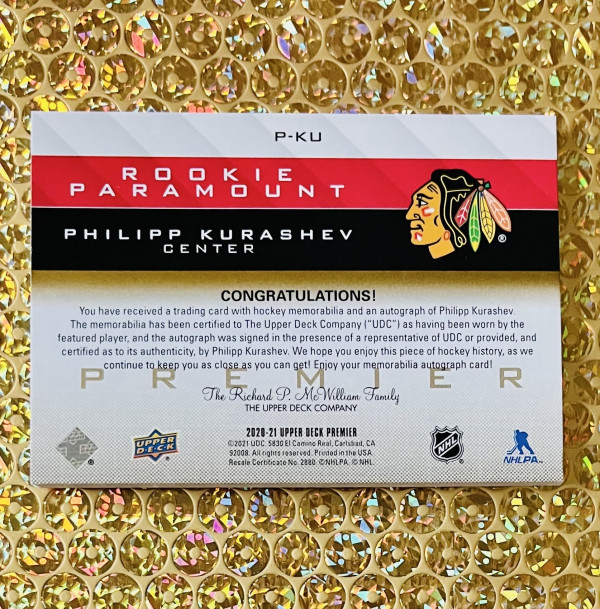 P-KU
ROOKIE
PARAMOUNT
PHILIPP KURASHEV
CENTER
®
CONGRATULATIONS!
You have received a trading card with hockey memorabilia and an autograph of Philipp Kurashev.
The memorabilia has been certified to The Upper Deck Company ("UDC") as having been worn by the
featured player, and the autograph was signed in the presence of a representative of UDC or provided, and
certified as to its authenticity, by Philipp Kurashev. We hope you enjoy this piece of hockey history, as we
continue to keep you as close as you can get! Enjoy your memorabilia autograph card!
PREMIER
The Richard P. McWilliam Family
THE UPPER DECK COMPANY
2020-21 UPPER DECK PREMIER
©2021 UDC. 5830 El Camino Real, Carlsbad, CA
92008. All rights reserved. Printed in the USA.
Resale Certificate No. 2880. ©NHLPA. ©NHL.
®
UPPER
DECK
NHL
®
NHLPA